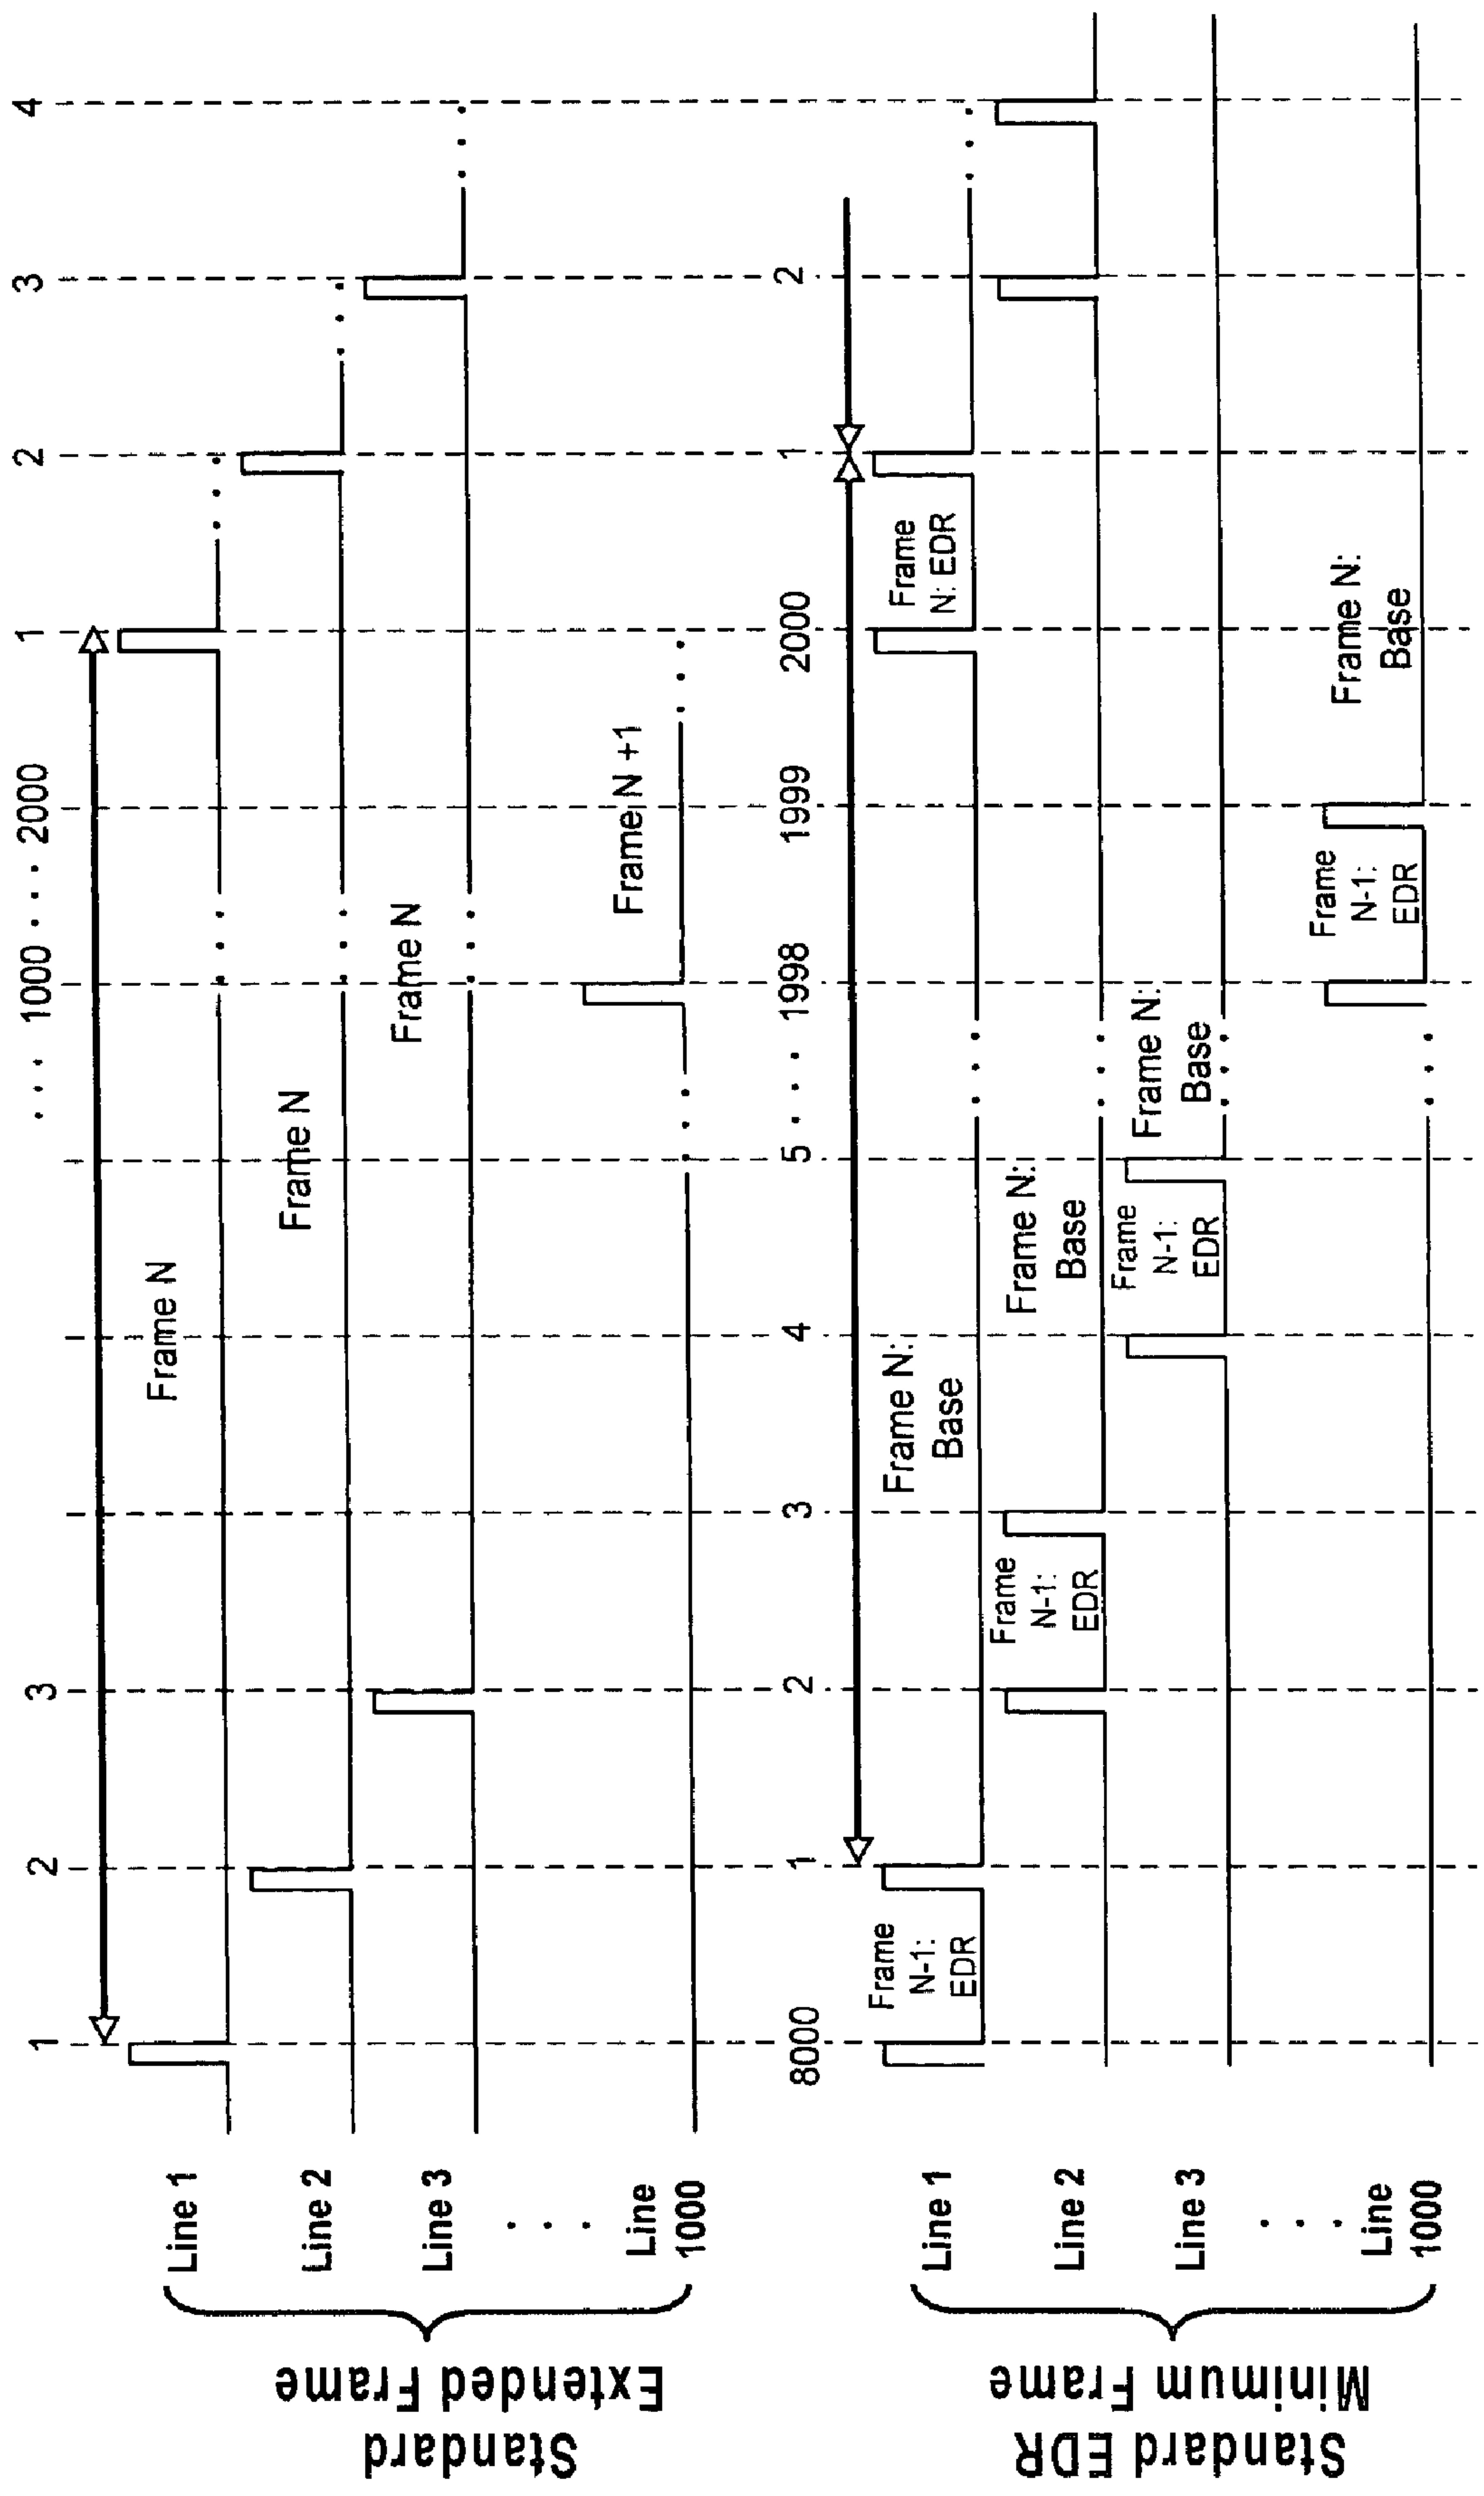 Standard
Extended Frame
1 2 3 ... 1000 ... 2000 1 2 3 4
Line 1
Frame N
Line 2
Frame N
Line 3
Frame N
...
Line
1000
Frame N +1
Standard EDR
Minimum Frame
8000 1 2 3 4 5 ... 1998 1999 2000 1 2
Line 1
Frame
N-1:
EDR
Frame N:
Base
Frame
N: EDR
Line 2
Frame
N-1:
EDR
Frame N:
Base
Line 3
Frame
N-1:
EDR
Frame N:
Base
...
Line
1000
Frame
N-1:
EDR
Frame N:
Base